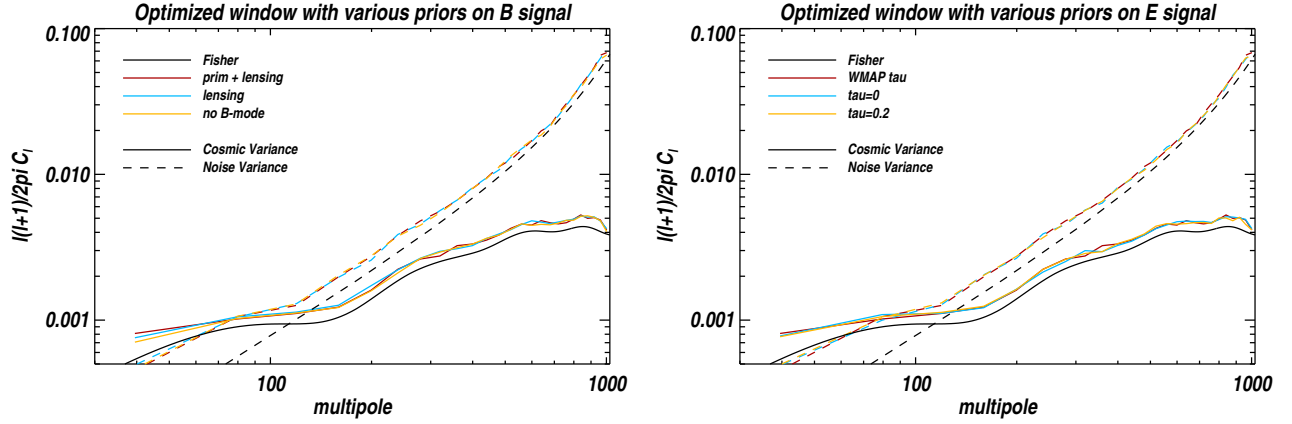 Optimized window with various priors on B signal
0.100
0.010
0.001
l(l+1)/2pi Cl
Fisher
prim + lensing
lensing
no B-mode
Cosmic Variance
Noise Variance
100
1000
multipole
Optimized window with various priors on E signal
0.100
0.010
0.001
l(l+1)/2pi Cl
Fisher
WMAP tau
tau=0
tau=0.2
Cosmic Variance
Noise Variance
100
1000
multipole